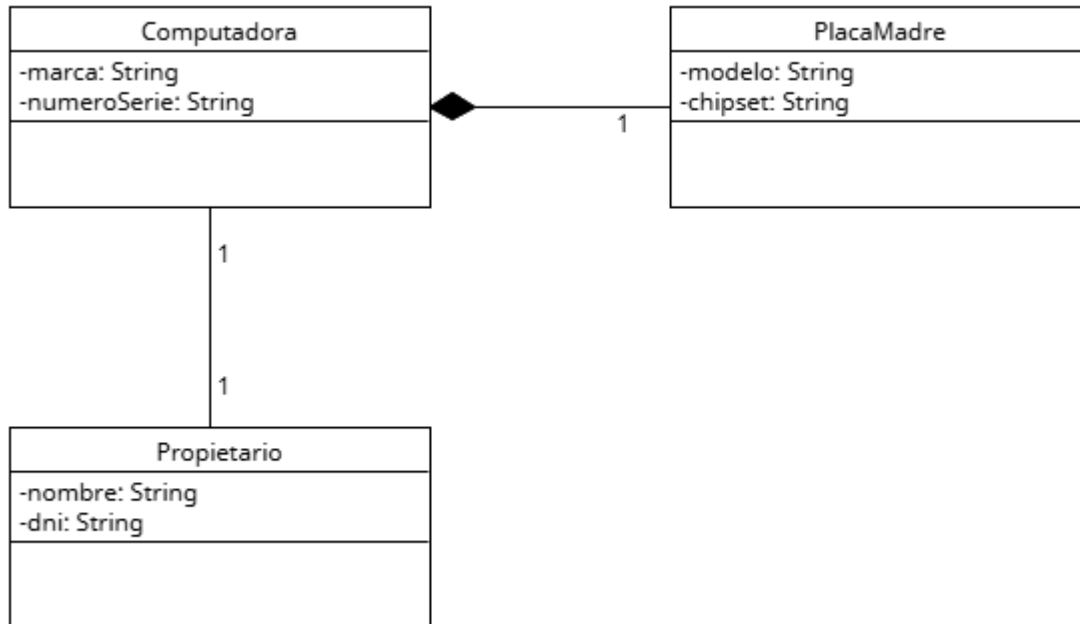 Computadora
-marca: String
-numeroSerie: String
PlacaMadre
-modelo: String
-chipset: String
1
1
1
Propietario
-nombre: String
-dni: String